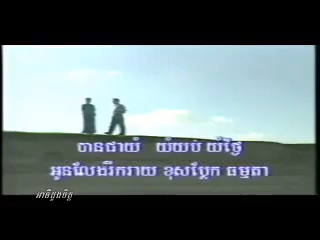 បានជាយំ យំយប់ យំថ្ងៃ
អូនលែងរីករាយ ខុសប្លែក ធម្មតា